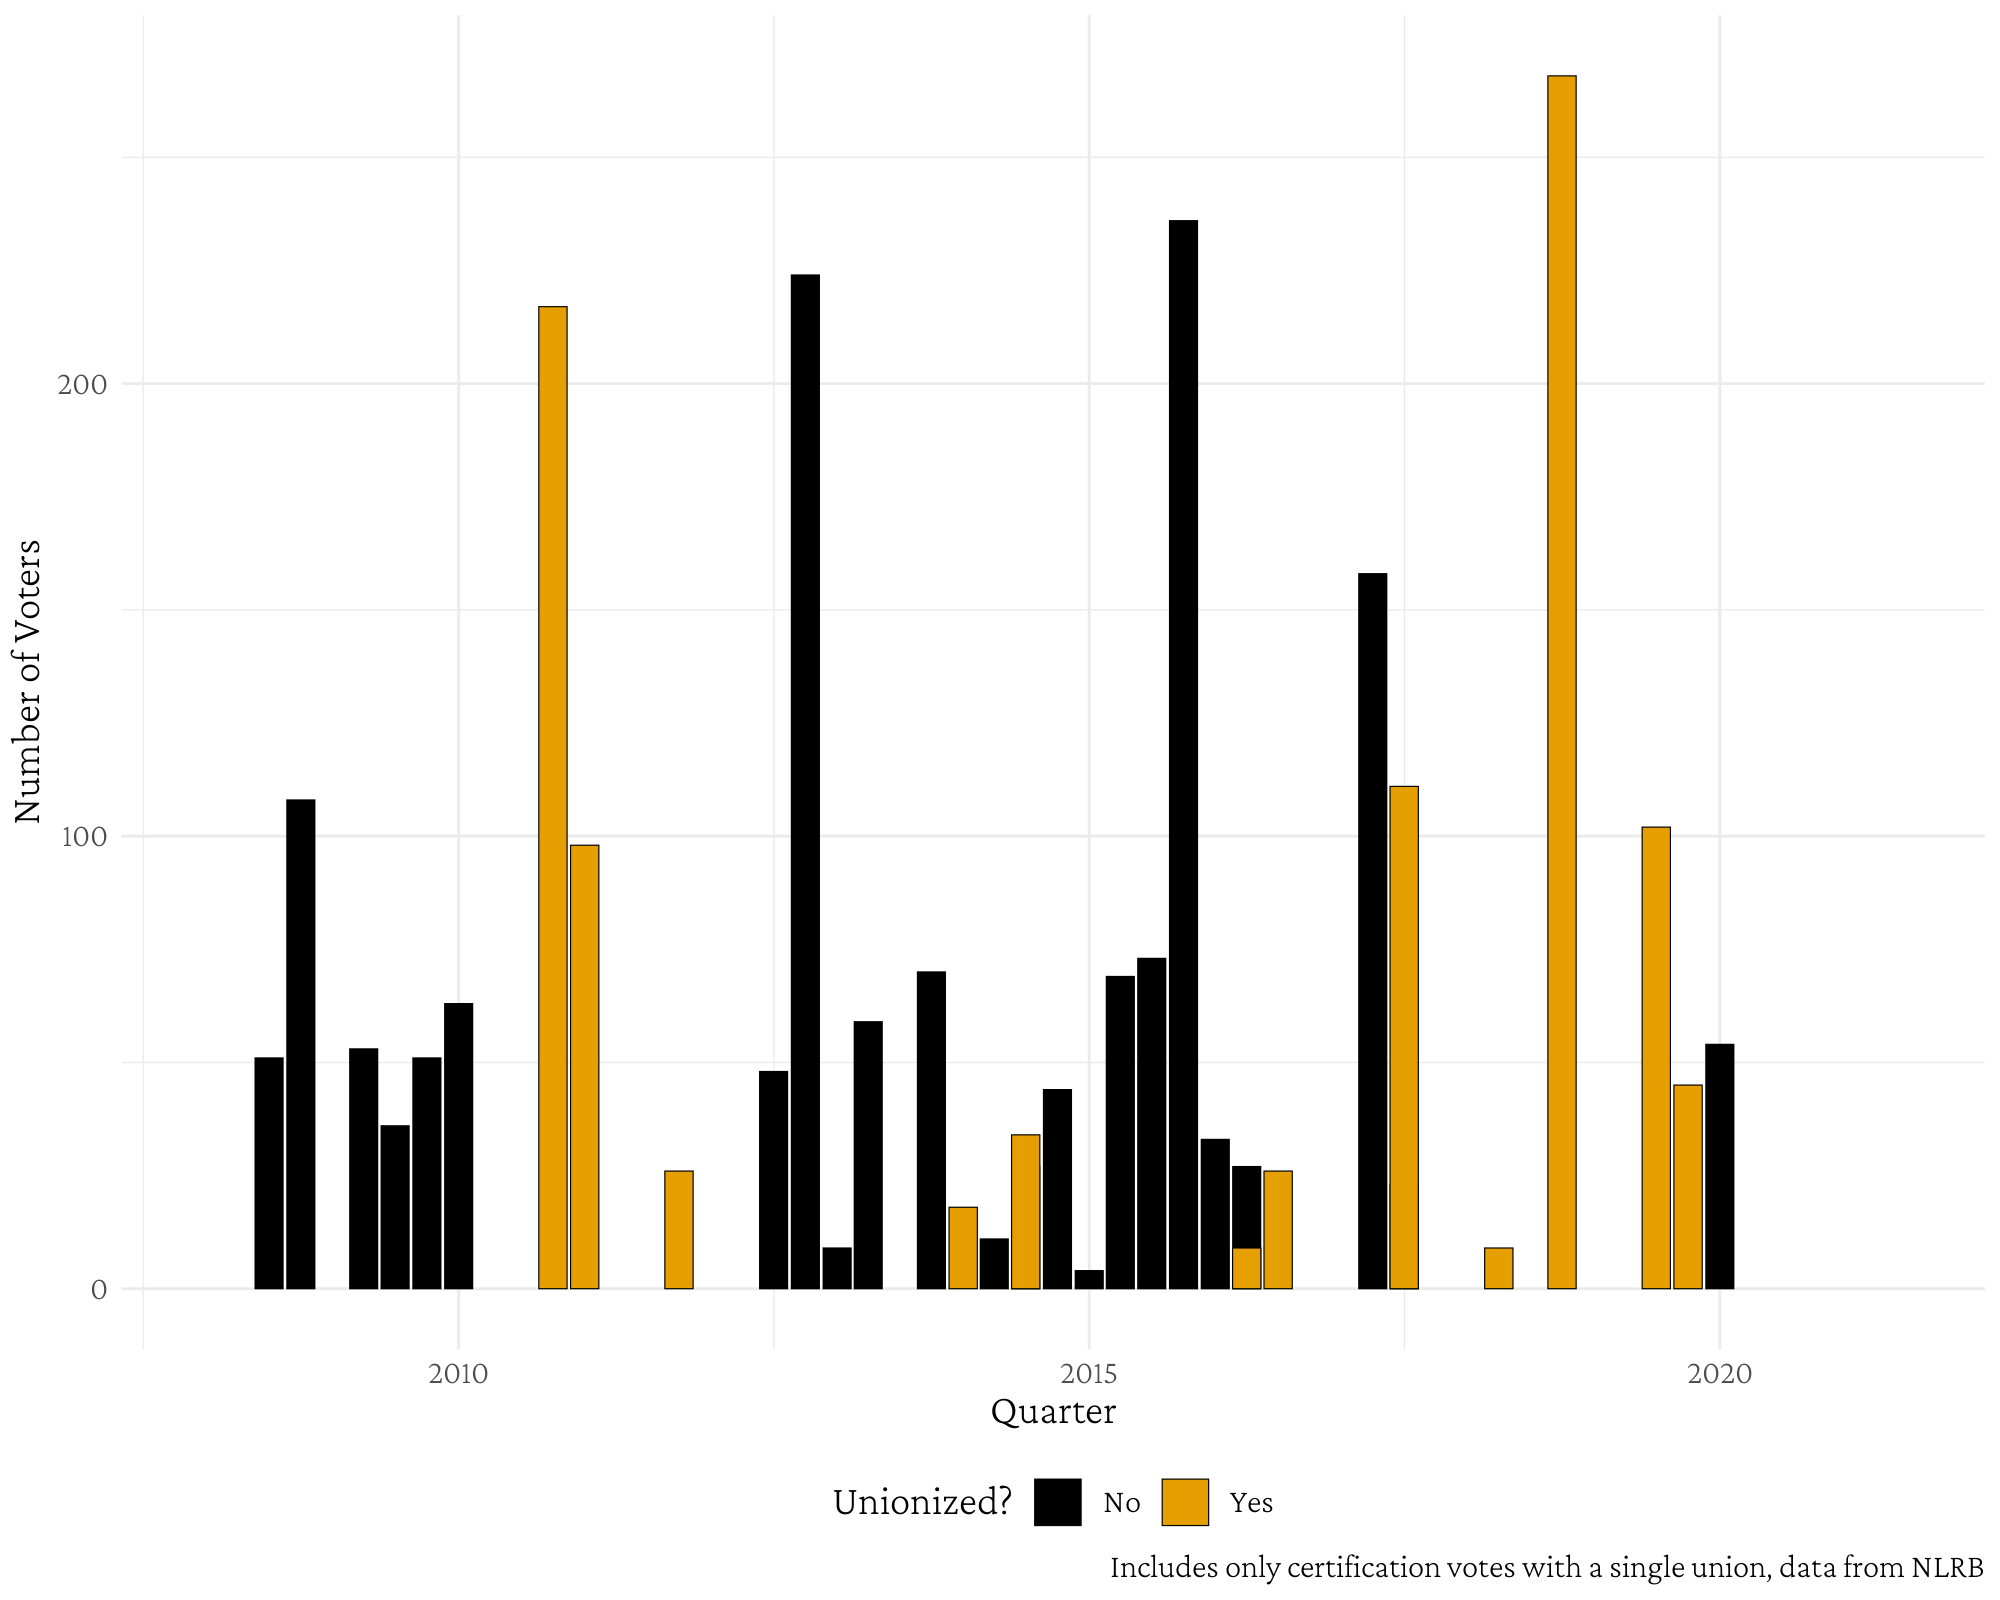 Number of Voters
200
100
0
2010 2015 2020
Quarter
Unionized? No Yes
Includes only certification votes with a single union, data from NLRB